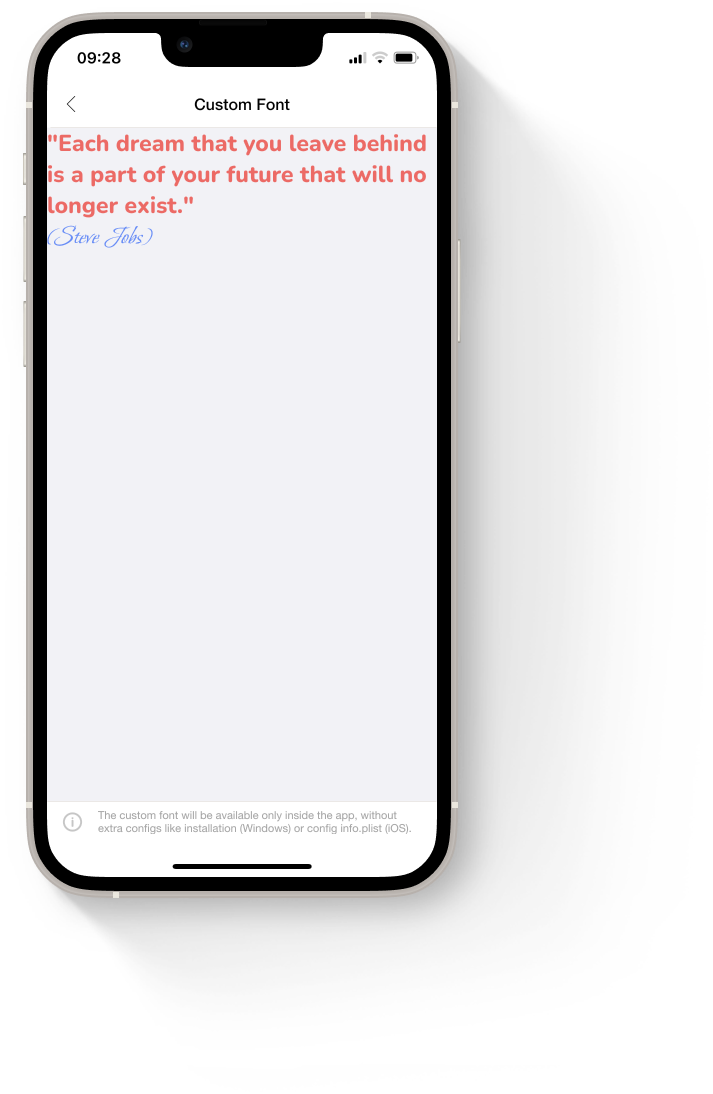 09:28
Custom Font
"Each dream that you leave behind
is a part of your future that will no
longer exist."
(Steve Jobs)
The custom font will be available only inside the app, without
extra configs like installation (Windows) or config info.plist (iOS).